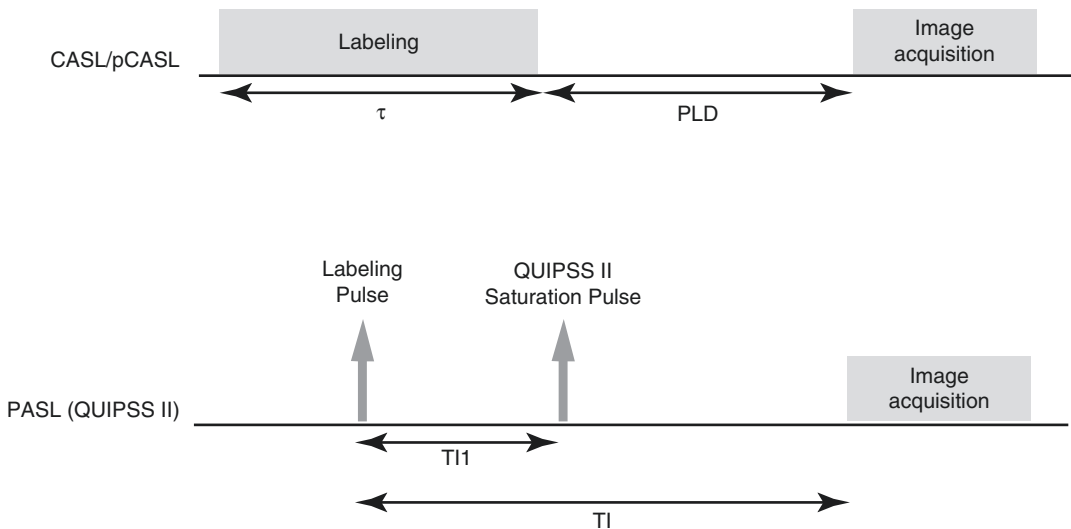 CASL/pCASL
Labeling
Image
acquisition
τ
PLD
Labeling
Pulse
QUIPSS II
Saturation Pulse
PASL (QUIPSS II)
Image
acquisition
TI1
TI